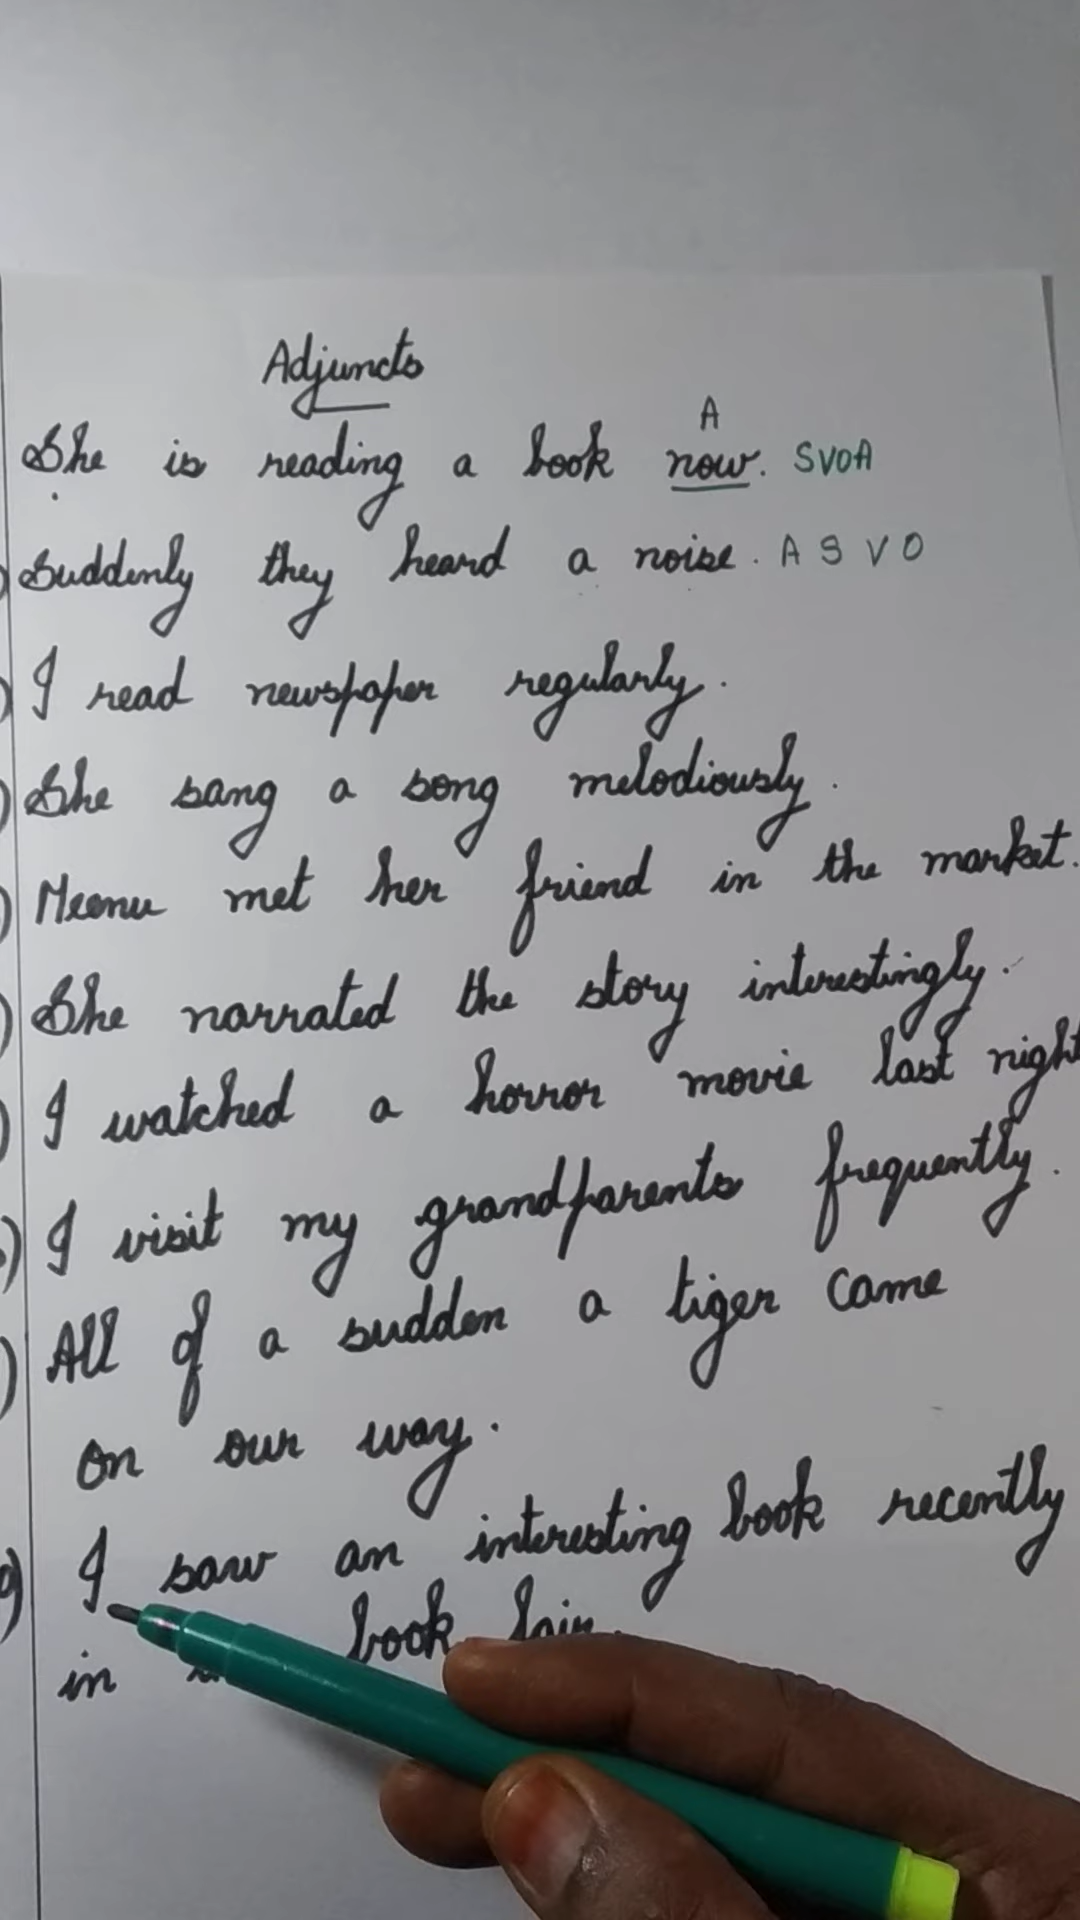 Adjuncts
A
She is reading a book now. SVOA
Suddenly they heard a noise. A S V O
I read newspaper regularly.
She sang a song melodiously.
Meenu met her friend in the market.
She narrated the story interestingly.
I watched a horror movie last night
I visit my grandparents frequently.
All of a sudden a tiger came
on our way.
I saw an interesting book recently
in book fair.